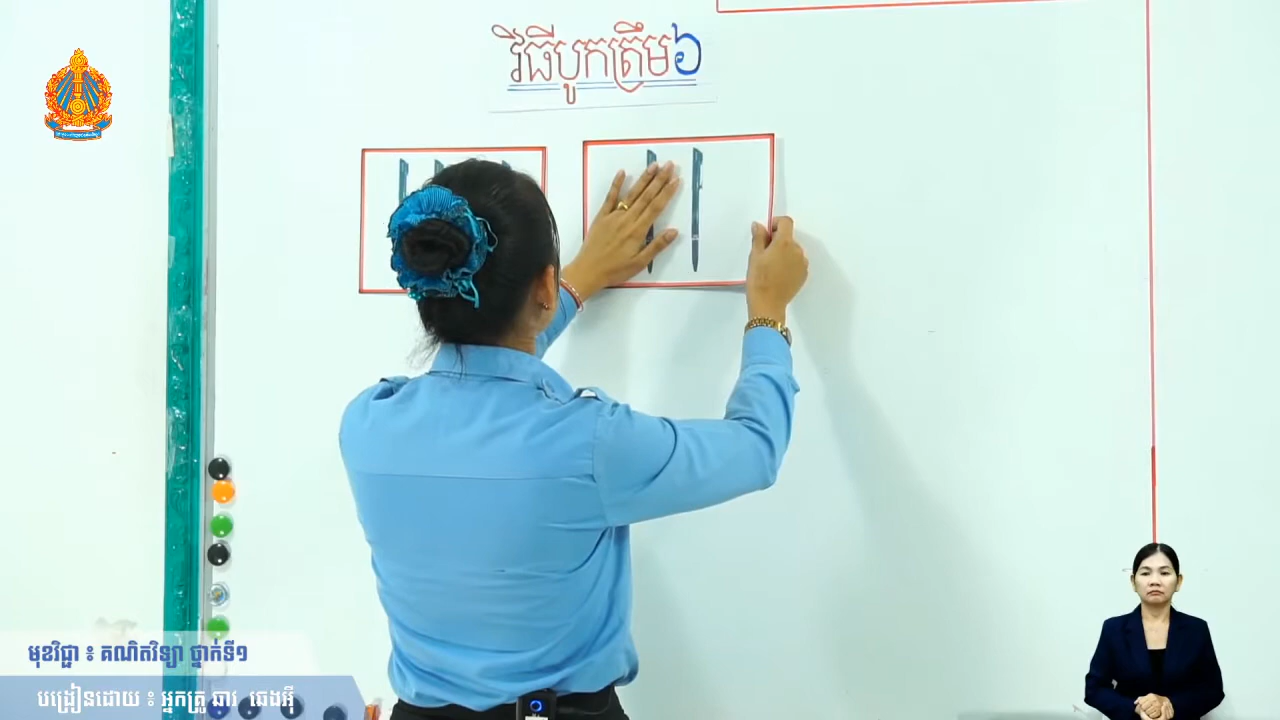 វិធីបូកត្រឹម៦
មុខវិជ្ជា ៖ គណិតវិទ្យា ថ្នាក់ទី១
បង្រៀនដោយ ៖ អ្នកគ្រូ ឆាវ ឆេងអ៊ី